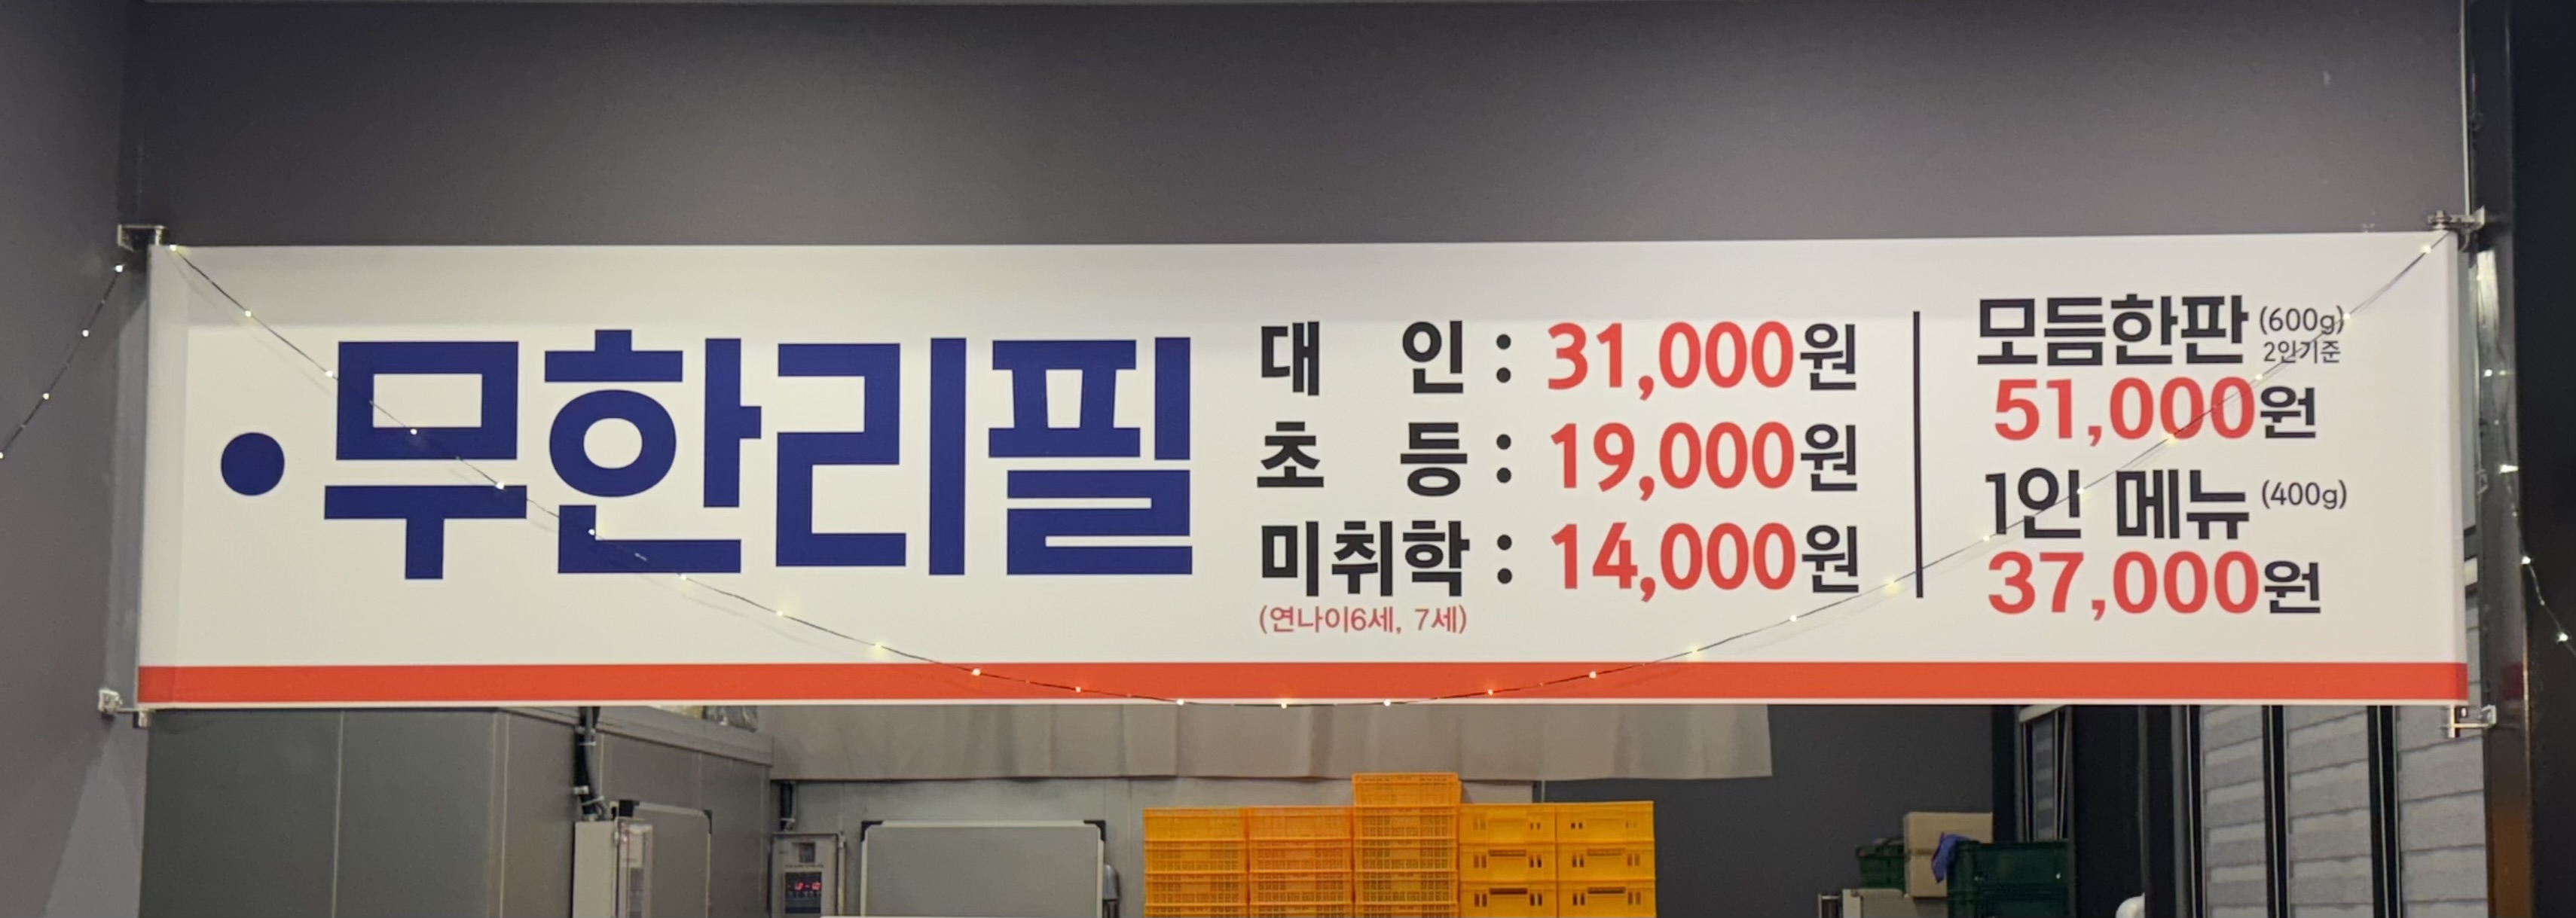 •무한리필
대 인 : 31,000원
초 등 : 19,000원
미취학 : 14,000원
(연나이6세, 7세)
모듬한판 (600g)
2인기준
51,000원
1인 메뉴 (400g)
37,000원